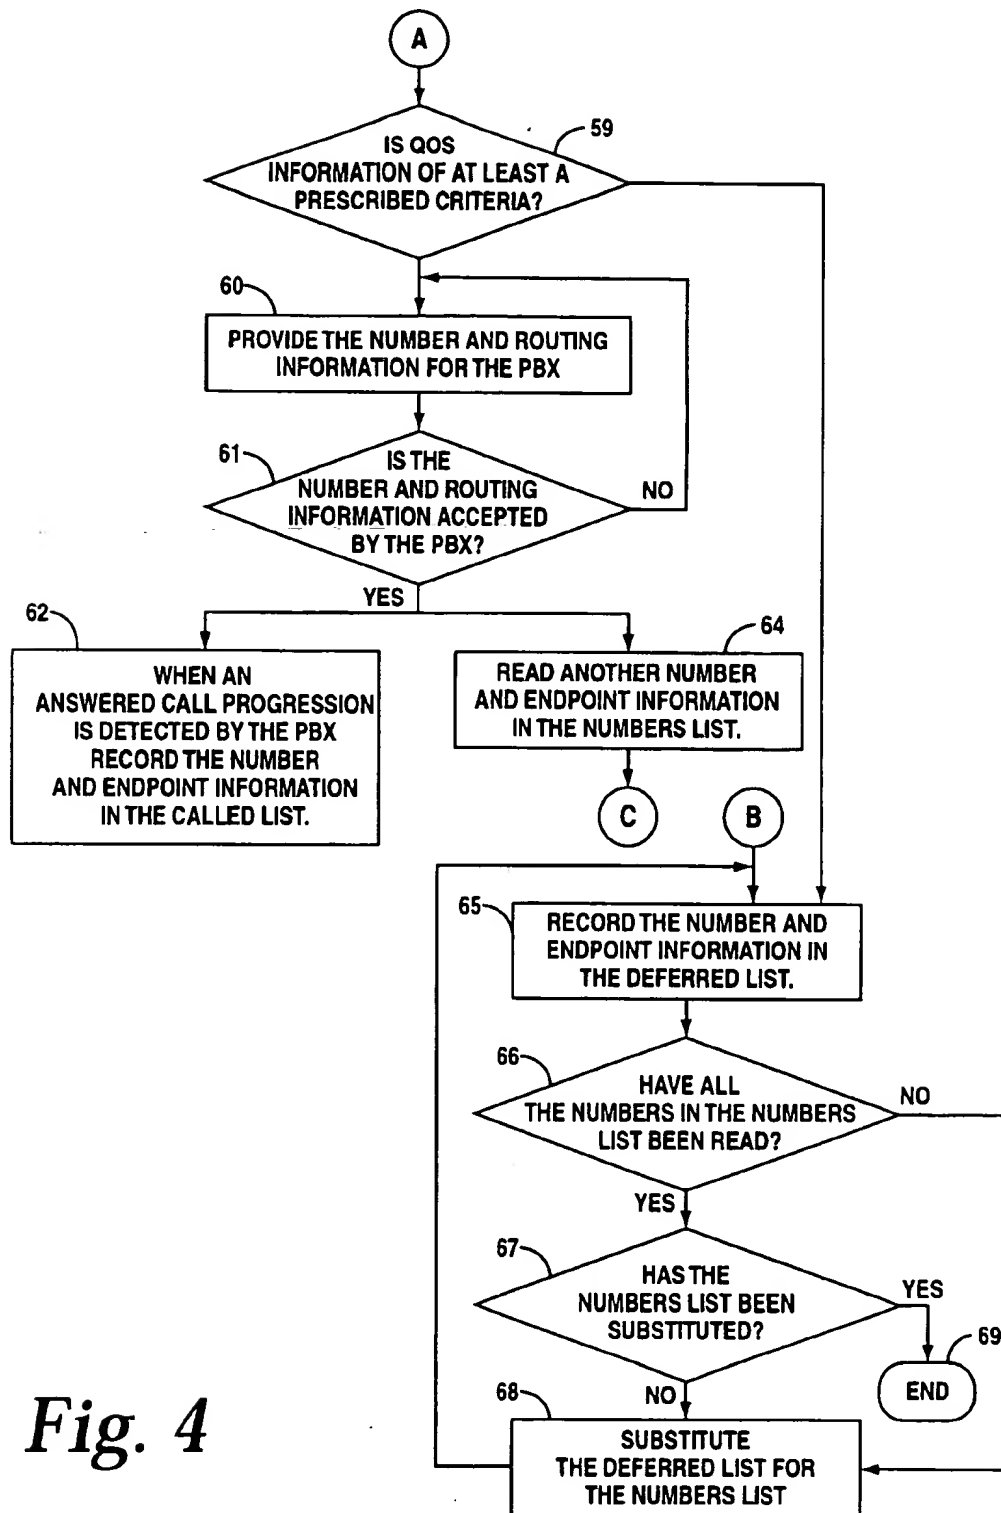 A
59
IS QOS
INFORMATION OF AT LEAST A
PRESCRIBED CRITERIA?
60
PROVIDE THE NUMBER AND ROUTING
INFORMATION FOR THE PBX
61
IS THE
NUMBER AND ROUTING
INFORMATION ACCEPTED
BY THE PBX?
NO
YES
62
WHEN AN
ANSWERED CALL PROGRESSION
IS DETECTED BY THE PBX
RECORD THE NUMBER
AND ENDPOINT INFORMATION
IN THE CALLED LIST.
64
READ ANOTHER NUMBER
AND ENDPOINT INFORMATION
IN THE NUMBERS LIST.
C
B
65
RECORD THE NUMBER AND
ENDPOINT INFORMATION IN
THE DEFERRED LIST.
66
HAVE ALL
THE NUMBERS IN THE NUMBERS
LIST BEEN READ?
NO
YES
67
HAS THE
NUMBERS LIST BEEN
SUBSTITUTED?
YES
69
END
NO
68
SUBSTITUTE
THE DEFERRED LIST FOR
THE NUMBERS LIST
Fig. 4